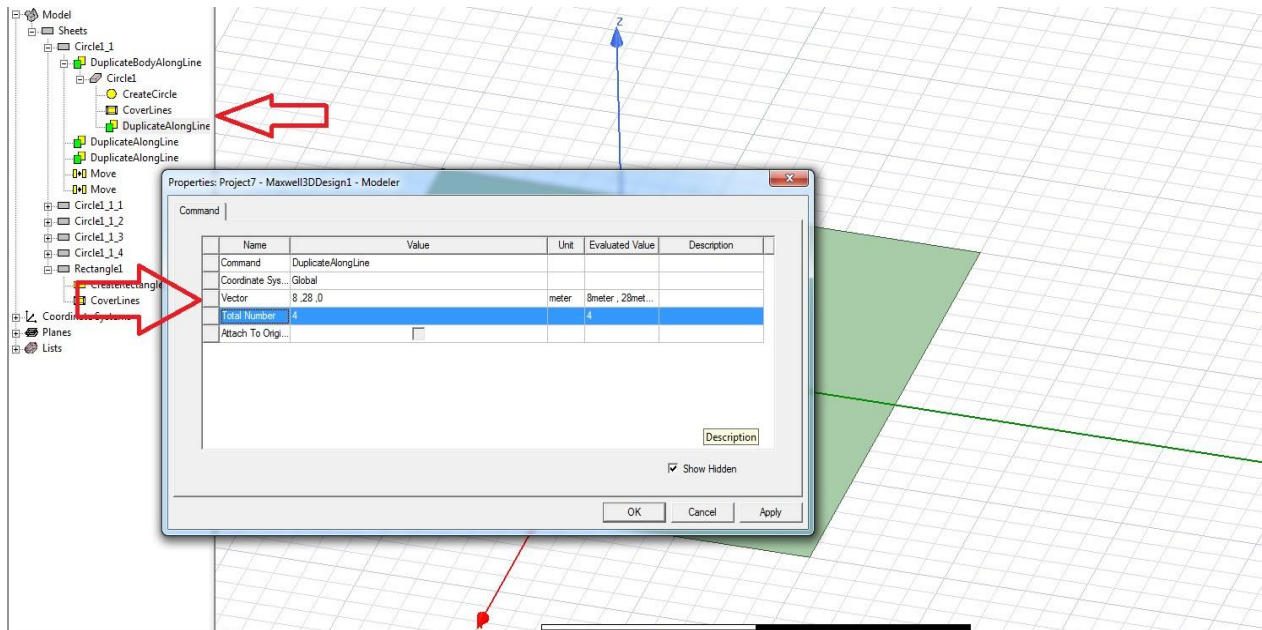 Model
Sheets
Circle1_1
DuplicateBodyAlongLine
Circle1
CreateCircle
CoverLines
DuplicateAlongLine
DuplicateAlongLine
DuplicateAlongLine
Move
Move
Circle1_1_1
Circle1_1_2
Circle1_1_3
Circle1_1_4
Rectangle1
CreateRectangle
CoverLines
Planes
Lists
Z
Properties: Project7 - Maxwell3DDesign1 - Modeler
Command
Name Value Unit Evaluated Value Description
Command DuplicateAlongLine
Coordinate Sys... Global
Vector 8 ,28 ,0 meter 8meter , 28met...
Total Number 4 4
Attach To Origi...
Description
Show Hidden
OK Cancel Apply